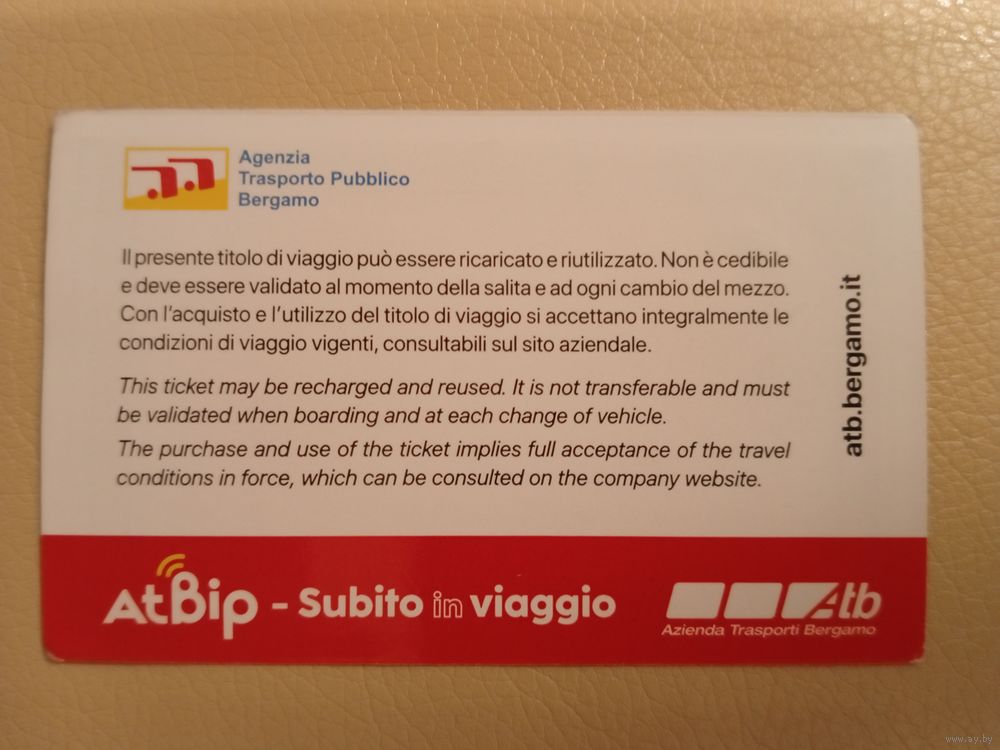 Agenzia
Trasporto Pubblico
Bergamo
Il presente titolo di viaggio può essere ricaricato e riutilizzato. Non è cedibile
e deve essere validato al momento della salita e ad ogni cambio del mezzo.
Con l'acquisto e l'utilizzo del titolo di viaggio si accettano integralmente le
condizioni di viaggio vigenti, consultabili sul sito aziendale.
This ticket may be recharged and reused. It is not transferable and must
be validated when boarding and at each change of vehicle.
The purchase and use of the ticket implies full acceptance of the travel
conditions in force, which can be consulted on the company website.
atb.bergamo.it
AtBip - Subito in viaggio
Atb
Azienda Trasporti Bergamo
www.ay.by